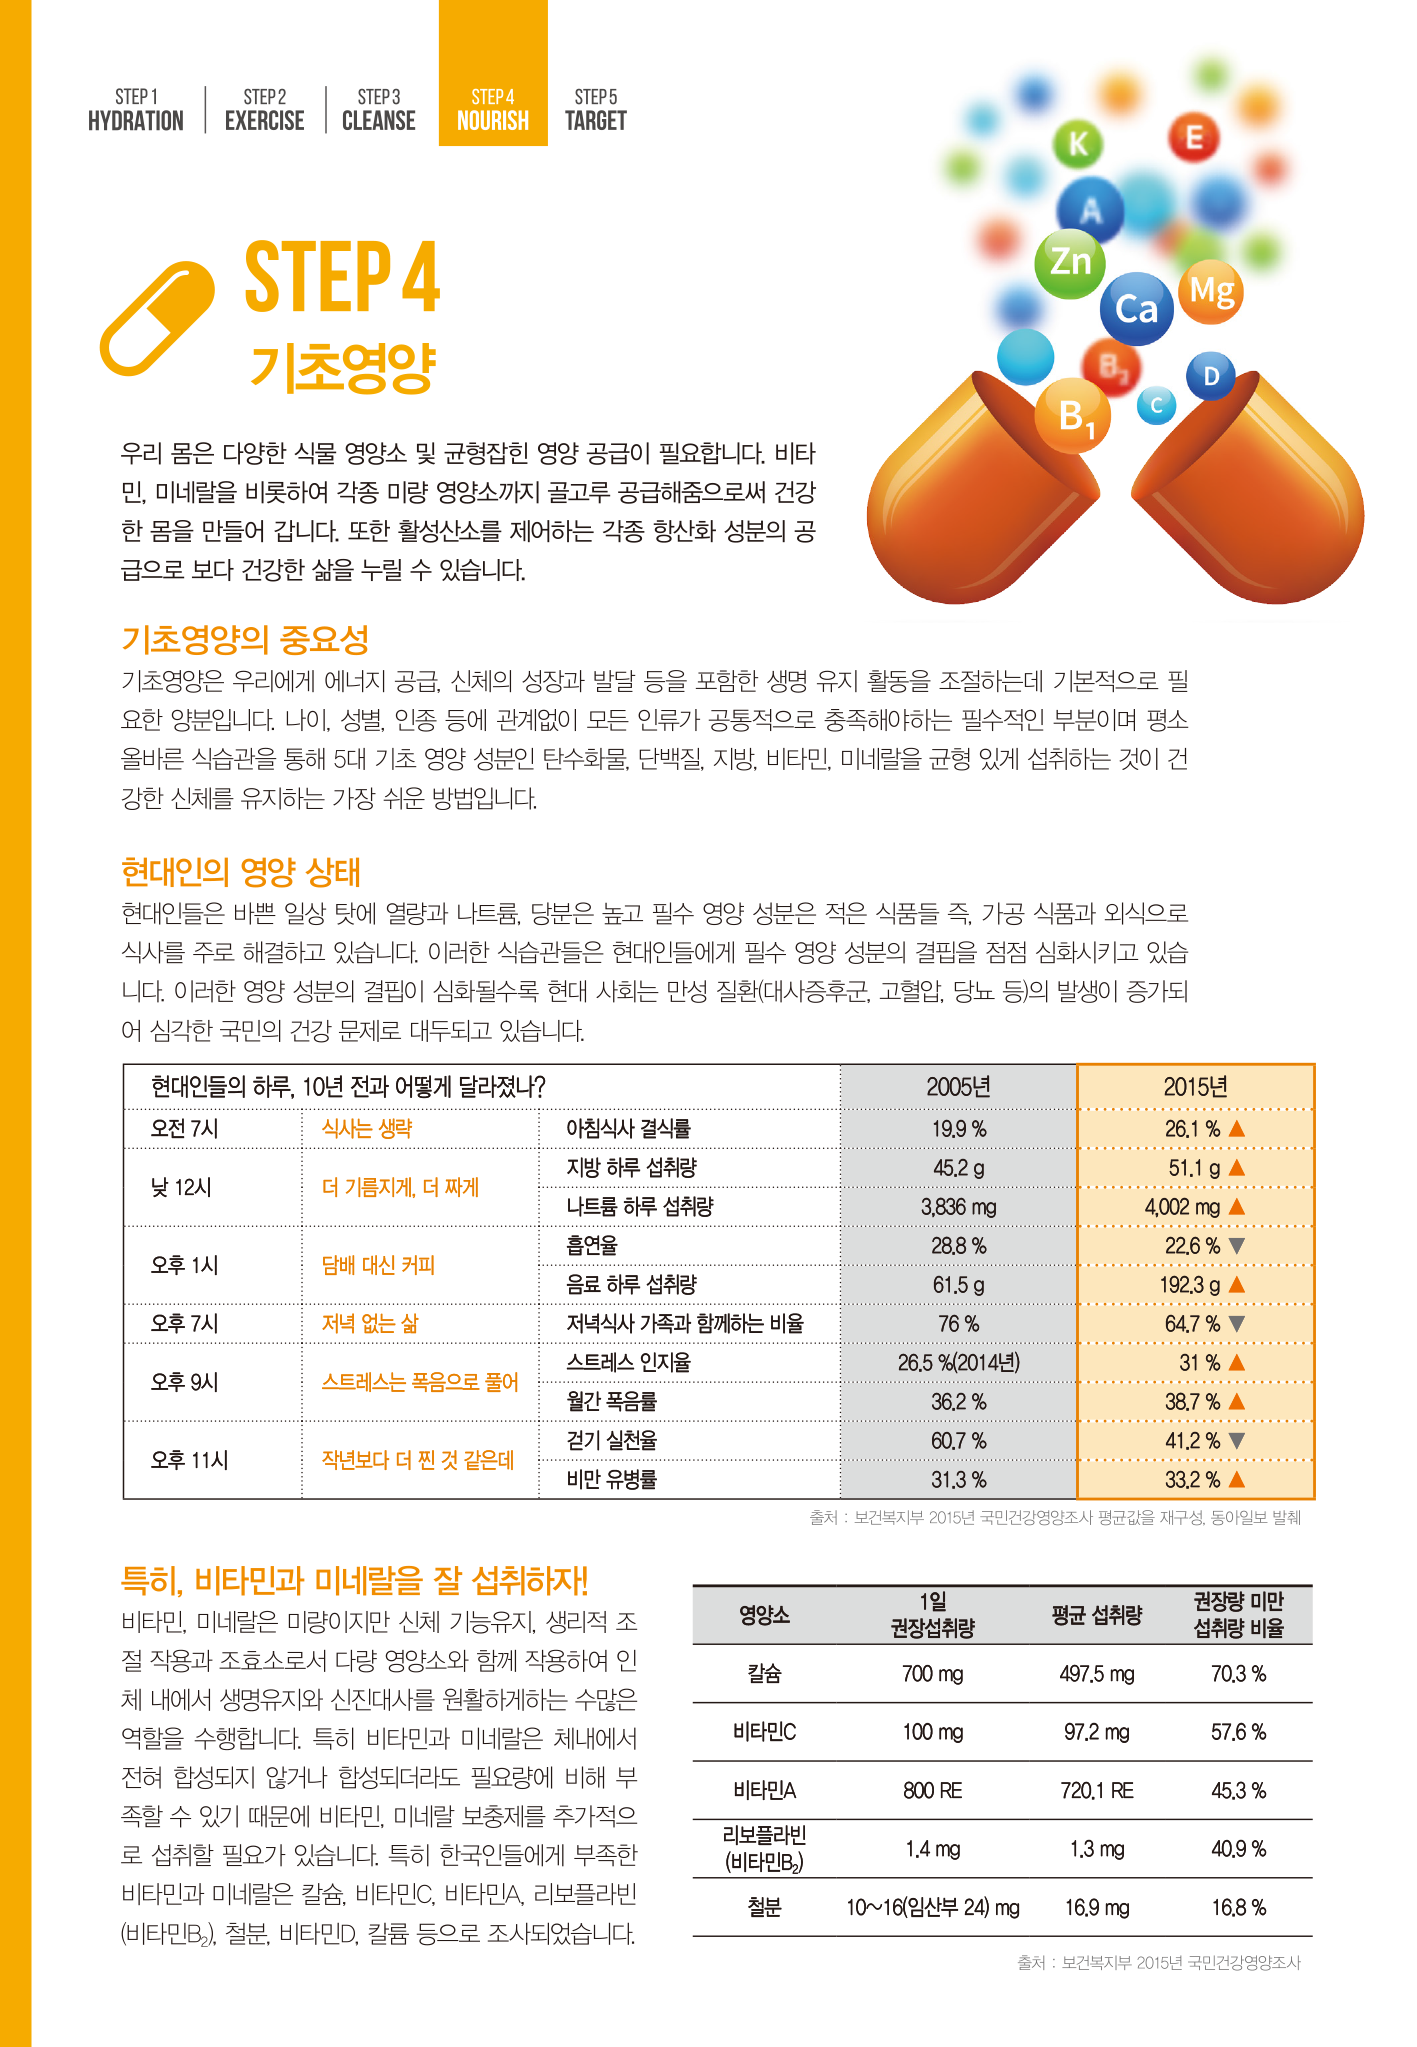 STEP 1
HYDRATION
STEP 2
EXERCISE
STEP 3
CLEANSE
STEP 4
NOURISH
STEP 5
TARGET
K
E
A
Zn
Ca
Mg
B₂
D
C
B₁
STEP 4
기초영양
우리 몸은 다양한 식물 영양소 및 균형잡힌 영양 공급이 필요합니다. 비타
민, 미네랄을 비롯하여 각종 미량 영양소까지 골고루 공급해줌으로써 건강
한 몸을 만들어 갑니다. 또한 활성산소를 제어하는 각종 항산화 성분의 공
급으로 보다 건강한 삶을 누릴 수 있습니다.
기초영양의 중요성
기초영양은 우리에게 에너지 공급, 신체의 성장과 발달 등을 포함한 생명 유지 활동을 조절하는데 기본적으로 필
요한 양분입니다. 나이, 성별, 인종 등에 관계없이 모든 인류가 공통적으로 충족해야하는 필수적인 부분이며 평소
올바른 식습관을 통해 5대 기초 영양 성분인 탄수화물, 단백질, 지방, 비타민, 미네랄을 균형 있게 섭취하는 것이 건
강한 신체를 유지하는 가장 쉬운 방법입니다.
현대인의 영양 상태
현대인들은 바쁜 일상 탓에 열량과 나트륨, 당분은 높고 필수 영양 성분은 적은 식품들 즉, 가공 식품과 외식으로
식사를 주로 해결하고 있습니다. 이러한 식습관들은 현대인들에게 필수 영양 성분의 결핍을 점점 심화시키고 있습
니다. 이러한 영양 성분의 결핍이 심화될수록 현대 사회는 만성 질환(대사증후군, 고혈압, 당뇨 등)의 발생이 증가되
어 심각한 국민의 건강 문제로 대두되고 있습니다.
현대인들의 하루, 10년 전과 어떻게 달라졌나? 2005년 2015년
오전 7시 식사는 생략 아침식사 결식률 19.9 % 26.1 % ▲
낮 12시 더 기름지게, 더 짜게 지방 하루 섭취량 45.2 g 51.1 g ▲
나트륨 하루 섭취량 3,836 mg 4,002 mg ▲
오후 1시 담배 대신 커피 흡연율 28.8 % 22.6 % ▼
음료 하루 섭취량 61.5 g 192.3 g ▲
오후 7시 저녁 없는 삶 저녁식사 가족과 함께하는 비율 76 % 64.7 % ▼
오후 9시 스트레스는 폭음으로 풀어 스트레스 인지율 26.5 %(2014년) 31 % ▲
월간 폭음률 36.2 % 38.7 % ▲
오후 11시 작년보다 더 찐 것 같은데 걷기 실천율 60.7 % 41.2 % ▼
비만 유병률 31.3 % 33.2 % ▲
출처 : 보건복지부 2015년 국민건강영양조사 평균값을 재구성, 동아일보 발췌
특히, 비타민과 미네랄을 잘 섭취하자!
비타민, 미네랄은 미량이지만 신체 기능유지, 생리적 조
절 작용과 조효소로서 다량 영양소와 함께 작용하여 인
체 내에서 생명유지와 신진대사를 원활하게하는 수많은
역할을 수행합니다. 특히 비타민과 미네랄은 체내에서
전혀 합성되지 않거나 합성되더라도 필요량에 비해 부
족할 수 있기 때문에 비타민, 미네랄 보충제를 추가적으
로 섭취할 필요가 있습니다. 특히 한국인들에게 부족한
비타민과 미네랄은 칼슘, 비타민C, 비타민A, 리보플라빈
(비타민B₂), 철분, 비타민D, 칼륨 등으로 조사되었습니다.
영양소 1일 권장섭취량 평균 섭취량 권장량 미만 섭취량 비율
칼슘 700 mg 497.5 mg 70.3 %
비타민C 100 mg 97.2 mg 57.6 %
비타민A 800 RE 720.1 RE 45.3 %
리보플라빈 (비타민B₂) 1.4 mg 1.3 mg 40.9 %
철분 10~16(임산부 24) mg 16.9 mg 16.8 %
출처 : 보건복지부 2015년 국민건강영양조사